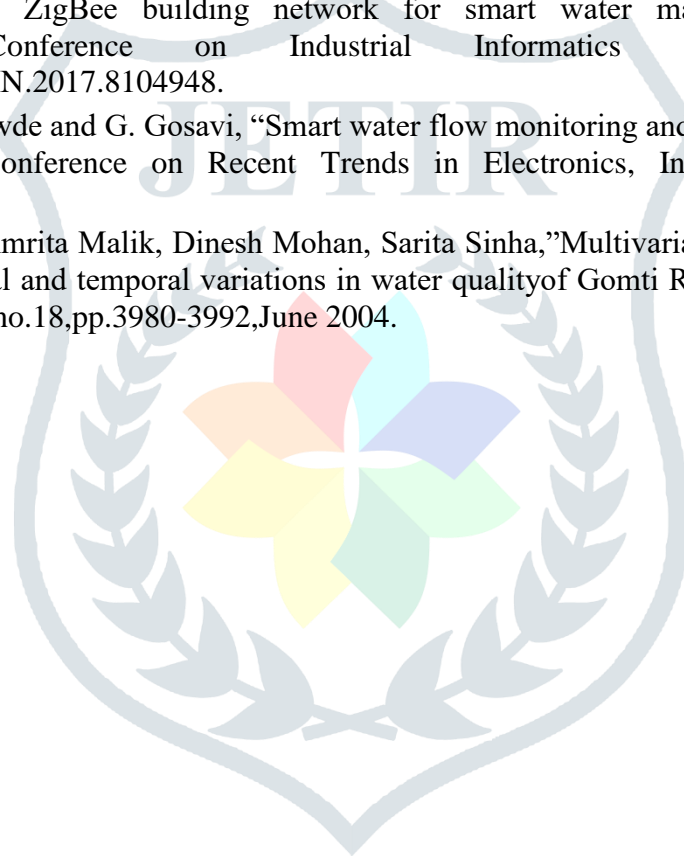 ZigBee building network for smart water ma
Conference on Industrial Informatics
N.2017.8104948.
wde and G. Gosavi, “Smart water flow monitoring and
onference on Recent Trends in Electronics, In
JETIR
mrita Malik, Dinesh Mohan, Sarita Sinha,”Multivaria
al and temporal variations in water qualityof Gomti R
no.18,pp.3980-3992,June 2004.